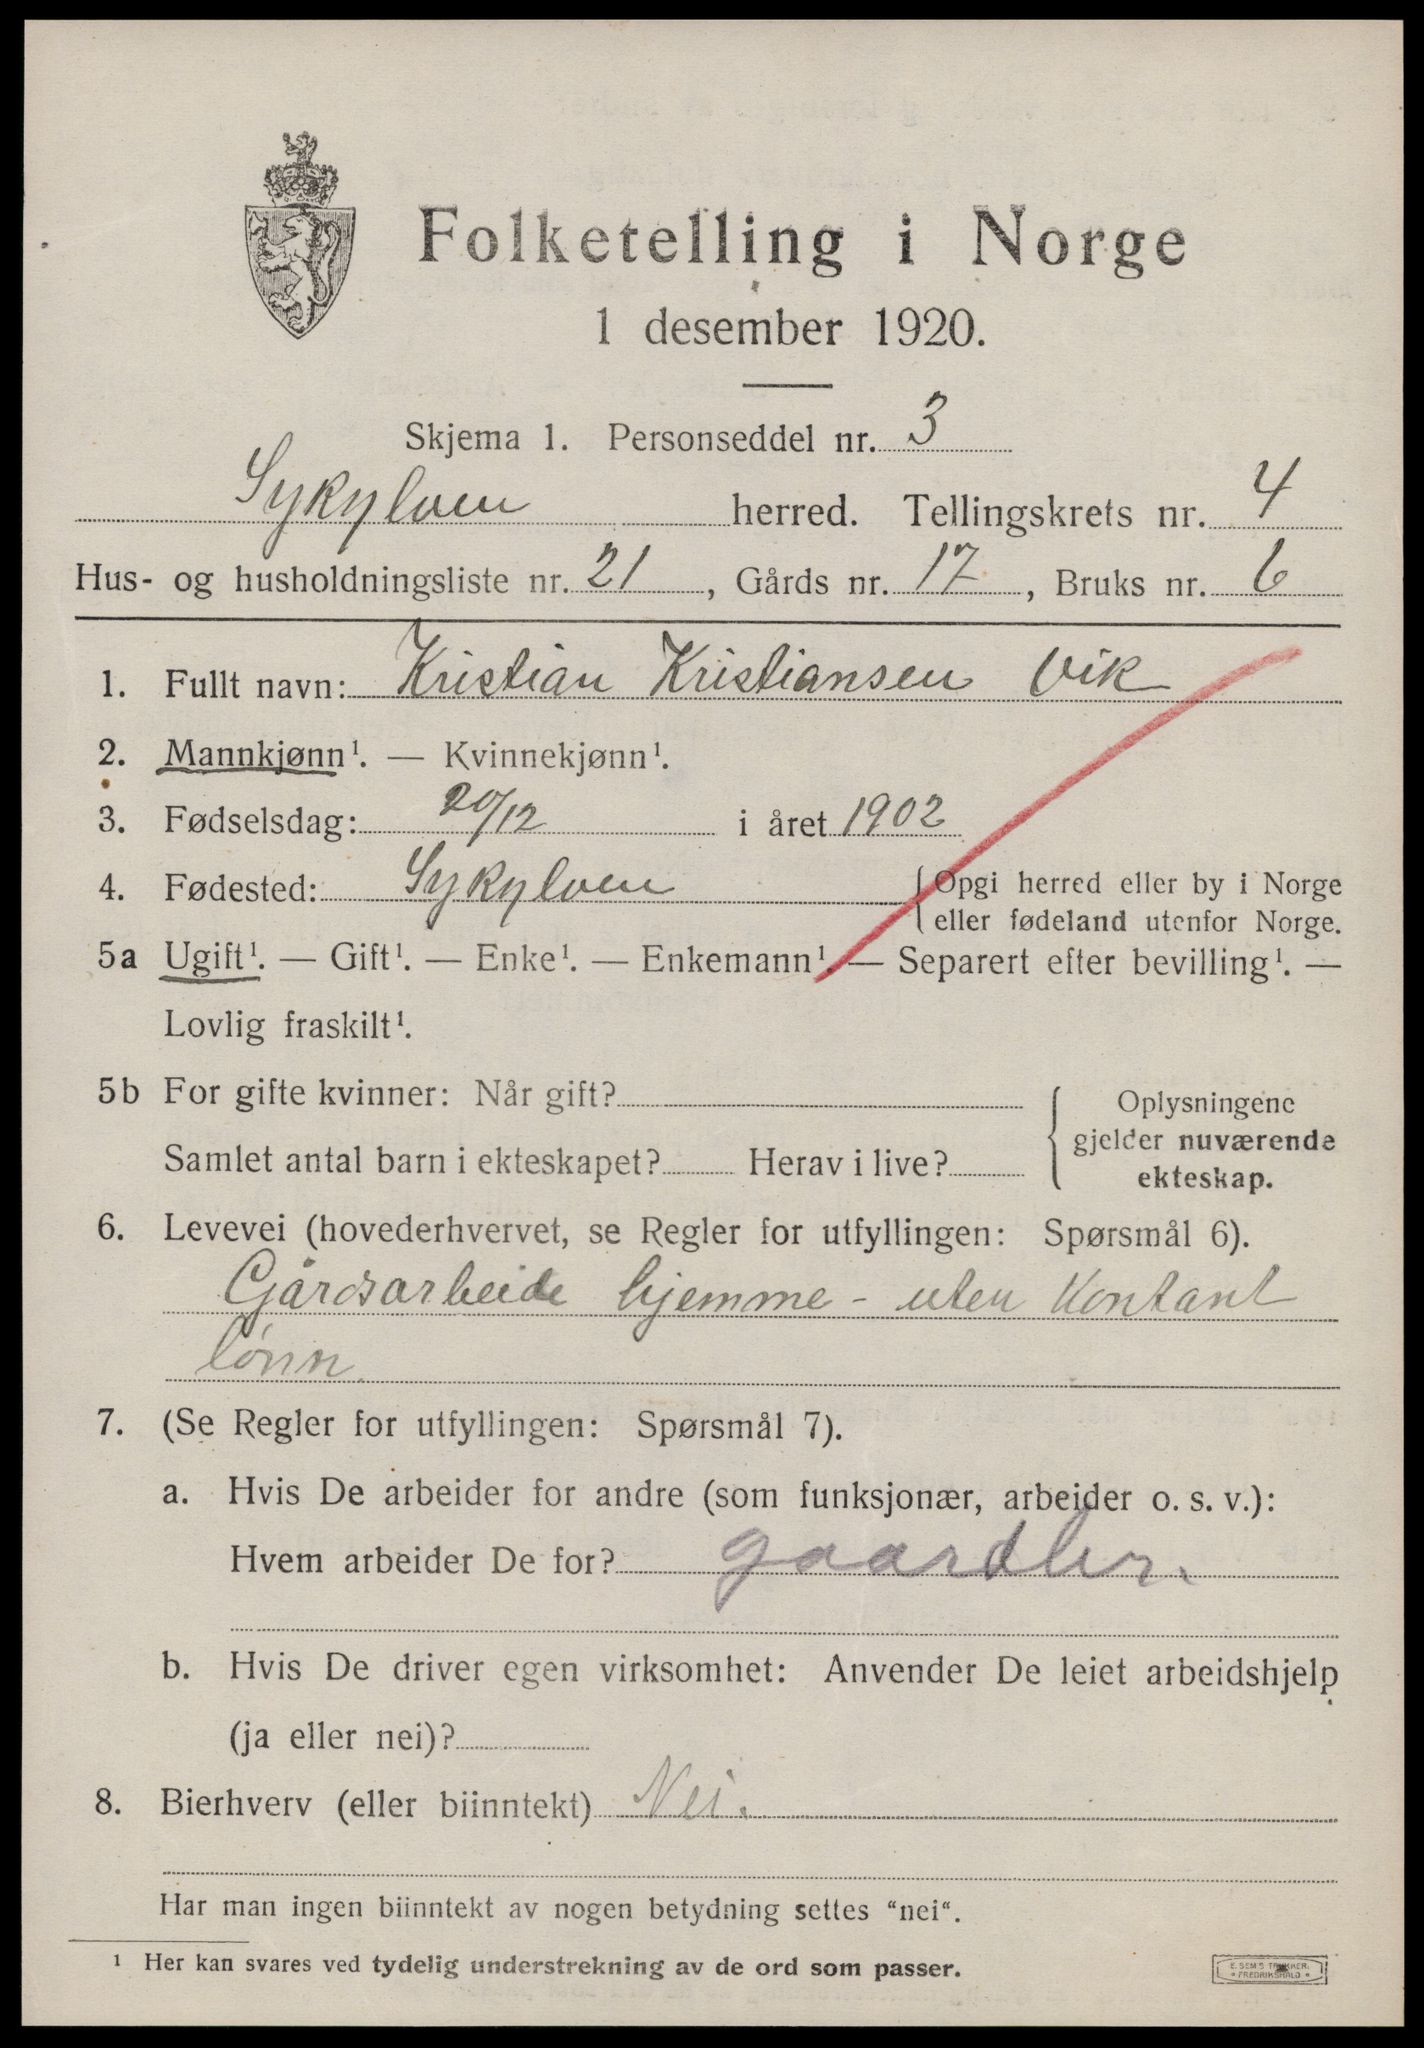 Folketelling i Norge
1 desember 1920.
Skjema 1. Personseddel nr. 3
Sykylven herred. Tellingskrets nr. 4
Hus- og husholdningsliste nr. 21, Gårds nr. 17, Bruks nr. 6
1. Fullt navn: Kristian Kristiansen Vik
2. Mannkjønn¹. — Kvinnekjønn¹.
3. Fødselsdag: 20/12 i året 1902
4. Fødested: Sykylven {Opgi herred eller by i Norge
eller fødeland utenfor Norge.
5a Ugift¹. — Gift¹. — Enke¹. — Enkemann¹. — Separert efter bevilling¹. —
Lovlig fraskilt¹.
5b For gifte kvinner: Når gift?
Samlet antal barn i ekteskapet? Herav i live?
{Oplysningene
gjelder nuværende
ekteskap.
6. Levevei (hovederhvervet, se Regler for utfyllingen: Spørsmål 6).
Gårdsarbeide hjemme - uten kontant
lønn.
7. (Se Regler for utfyllingen: Spørsmål 7).
a. Hvis De arbeider for andre (som funksjonær, arbeider o. s. v.):
Hvem arbeider De for? gaardbr.
b. Hvis De driver egen virksomhet: Anvender De leiet arbeidshjelp
(ja eller nei)?
8. Bierhverv (eller biinntekt) Nei.
Har man ingen biinntekt av nogen betydning settes “nei“.
¹ Her kan svares ved tydelig understrekning av de ord som passer.
E. SEM'S TRYKKERI
* FREDRIKSHALD *